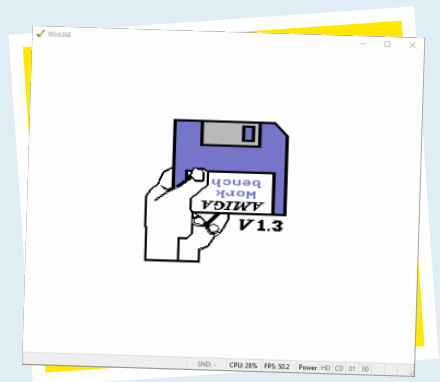 WinUAE
Work
bench
AMIGA
V 1.3
SND: - CPU: 28% FPS: 50.2 Power HD CD 01 00